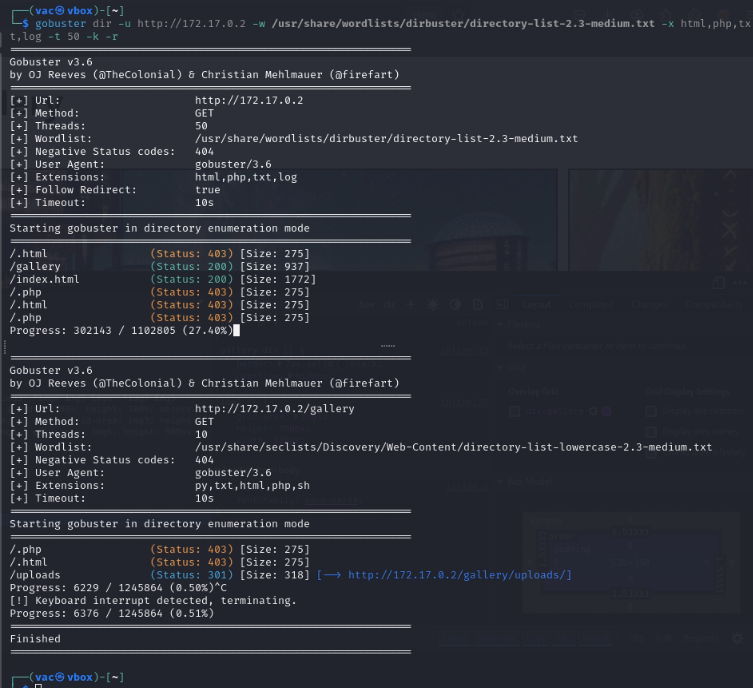 ┌──(vac㉿vbox)-[~]
└─$ gobuster dir -u http://172.17.0.2 -w /usr/share/wordlists/dirbuster/directory-list-2.3-medium.txt -x html,php,tx
t,log -t 50 -k -r
===============================================================
Gobuster v3.6
by OJ Reeves (@TheColonial) & Christian Mehlmauer (@firefart)
===============================================================
[+] Url:                     http://172.17.0.2
[+] Method:                  GET
[+] Threads:                 50
[+] Wordlist:                /usr/share/wordlists/dirbuster/directory-list-2.3-medium.txt
[+] Negative Status codes:   404
[+] User Agent:              gobuster/3.6
[+] Extensions:              html,php,txt,log
[+] Follow Redirect:         true
[+] Timeout:                 10s
===============================================================
Starting gobuster in directory enumeration mode
===============================================================
/.html                (Status: 403) [Size: 275]
/gallery              (Status: 200) [Size: 937]
/index.html           (Status: 200) [Size: 1772]
/.php                 (Status: 403) [Size: 275]
/.html                (Status: 403) [Size: 275]
/.php                 (Status: 403) [Size: 275]
Progress: 302143 / 1102805 (27.40%)
===============================================================
Gobuster v3.6
by OJ Reeves (@TheColonial) & Christian Mehlmauer (@firefart)
===============================================================
[+] Url:                     http://172.17.0.2/gallery
[+] Method:                  GET
[+] Threads:                 10
[+] Wordlist:                /usr/share/seclists/Discovery/Web-Content/directory-list-lowercase-2.3-medium.txt
[+] Negative Status codes:   404
[+] User Agent:              gobuster/3.6
[+] Extensions:              py,txt,html,php,sh
[+] Timeout:                 10s
===============================================================
Starting gobuster in directory enumeration mode
===============================================================
/.php                 (Status: 403) [Size: 275]
/.html                (Status: 403) [Size: 275]
/uploads              (Status: 301) [Size: 318] [--> http://172.17.0.2/gallery/uploads/]
Progress: 6229 / 1245864 (0.50%)^C
[!] Keyboard interrupt detected, terminating.
Progress: 6376 / 1245864 (0.51%)
===============================================================
Finished
===============================================================
┌──(vac㉿vbox)-[~]
└─$